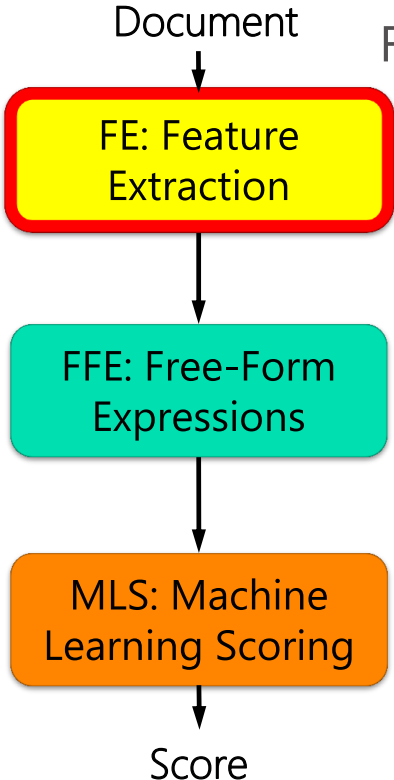 Document
FE: Feature
Extraction
FFE: Free-Form
Expressions
MLS: Machine
Learning Scoring
Score